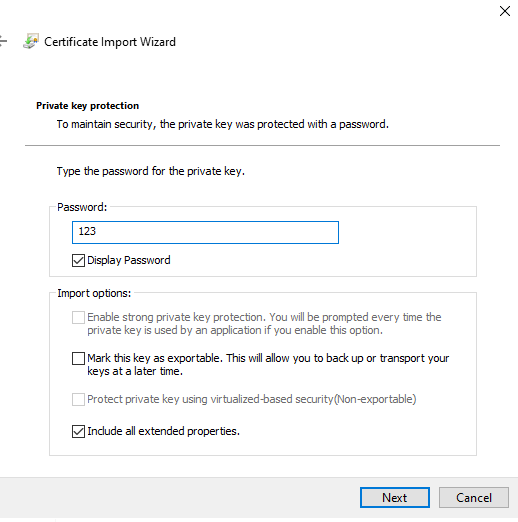 Certificate Import Wizard
Private key protection
To maintain security, the private key was protected with a password.
Type the password for the private key.
Password:
123
Display Password
Import options:
Enable strong private key protection. You will be prompted every time the
private key is used by an application if you enable this option.
Mark this key as exportable. This will allow you to back up or transport your
keys at a later time.
Protect private key using virtualized-based security(Non-exportable)
Include all extended properties.
Next
Cancel